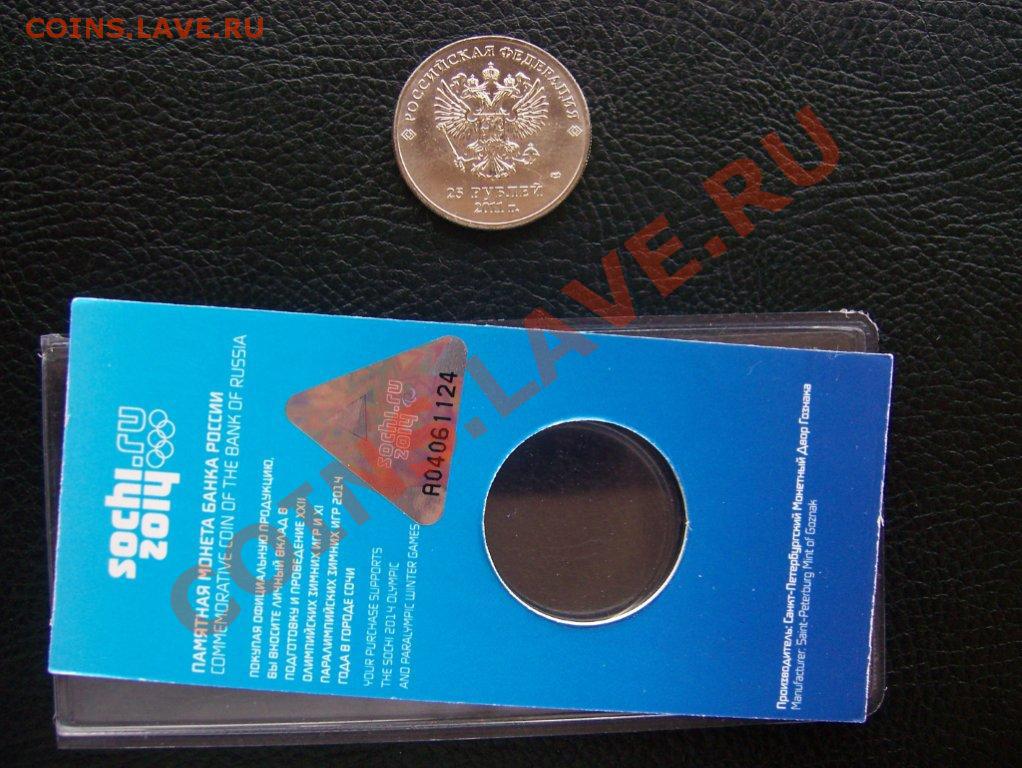 COINS.LAVE.RU
РОССИЙСКАЯ ФЕДЕРАЦИЯ
25 РУБЛЕЙ
2011 г.
sochi.ru
2014
ПАМЯТНАЯ МОНЕТА БАНКА РОССИИ
COMMEMORATIVE COIN OF THE BANK OF RUSSIA
ПОКУПАЯ ОФИЦИАЛЬНУЮ ПРОДУКЦИЮ,
ВЫ ВНОСИТЕ ЛИЧНЫЙ ВКЛАД В
ПОДГОТОВКУ И ПРОВЕДЕНИЕ XXII
ОЛИМПИЙСКИХ ЗИМНИХ ИГР И XI
ПАРАЛИМПИЙСКИХ ЗИМНИХ ИГР 2014
ГОДА В ГОРОДЕ СОЧИ
YOUR PURCHASE SUPPORTS
THE SOCHI 2014 OLYMPIC
AND PARALYMPIC WINTER GAMES
sochi.ru
2014
A04061124
Производитель: Санкт-Петербургский Монетный Двор Гознака
Manufacturer: Saint-Peterburg Mint of Goznak
COINS.LAVE.RU